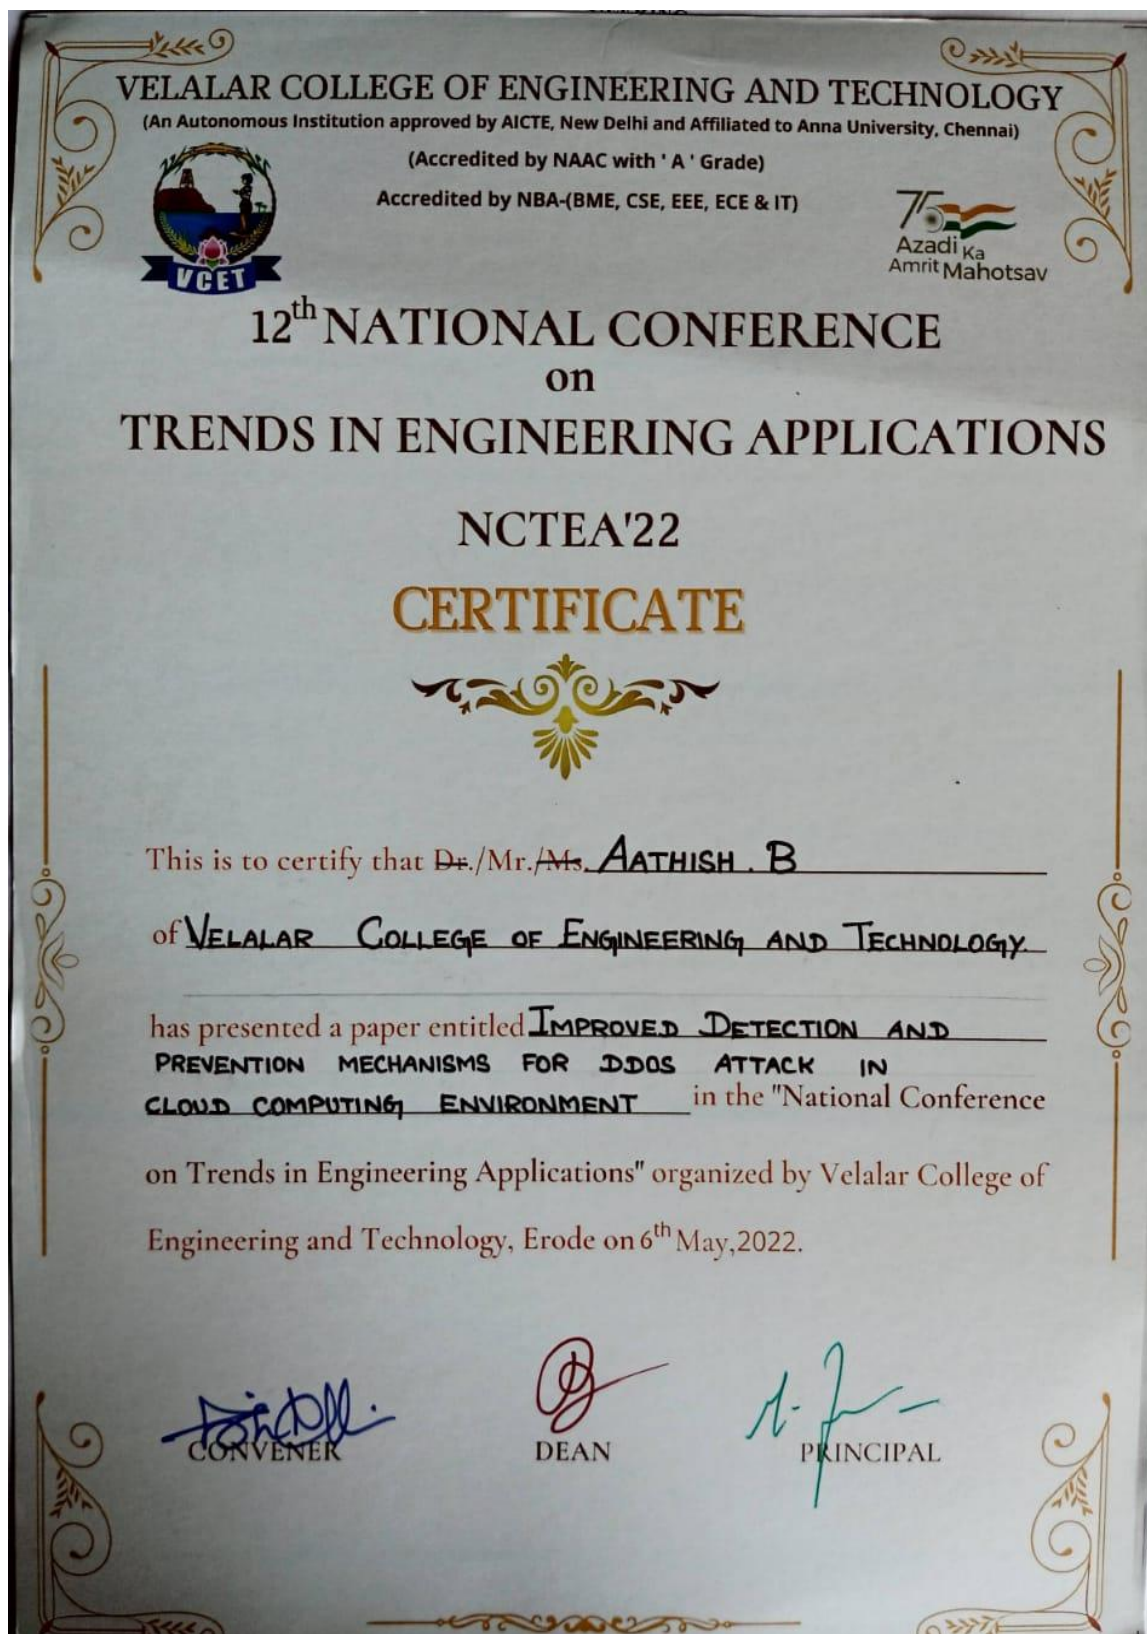 VELALAR COLLEGE OF ENGINEERING AND TECHNOLOGY
(An Autonomous Institution approved by AICTE, New Delhi and Affiliated to Anna University, Chennai)
(Accredited by NAAC with ' A ' Grade)
Accredited by NBA-(BME, CSE, EEE, ECE & IT)
VCET
75
Azadi Ka
Amrit Mahotsav
12th NATIONAL CONFERENCE
on
TRENDS IN ENGINEERING APPLICATIONS
NCTEA'22
CERTIFICATE
This is to certify that Dr./Mr./Ms. AATHISH . B
of VELALAR COLLEGE OF ENGINEERING AND TECHNOLOGY.
has presented a paper entitled IMPROVED DETECTION AND
PREVENTION MECHANISMS FOR DDOS ATTACK IN
CLOUD COMPUTING ENVIRONMENT in the "National Conference
on Trends in Engineering Applications" organized by Velalar College of
Engineering and Technology, Erode on 6th May,2022.
CONVENER
DEAN
PRINCIPAL